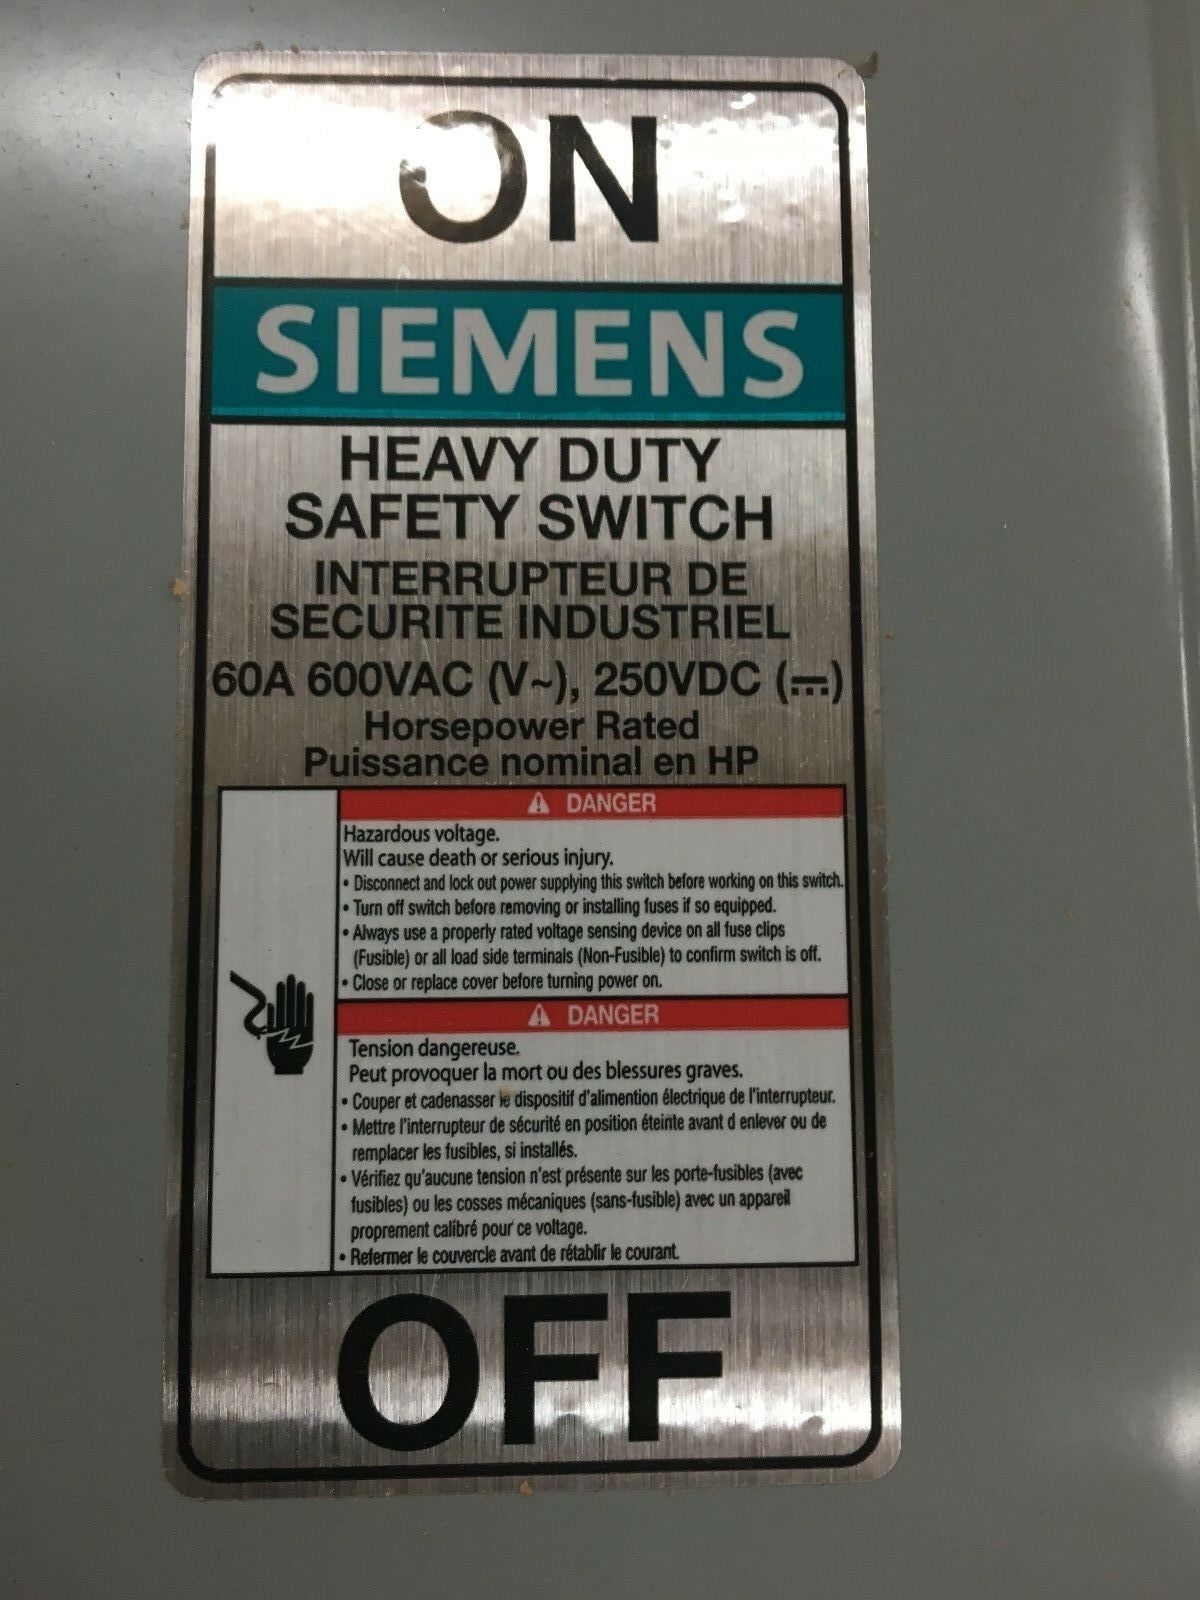 ON
SIEMENS
HEAVY DUTY
SAFETY SWITCH
INTERRUPTEUR DE
SECURITE INDUSTRIEL
60A 600VAC (V~), 250VDC (⎓)
Horsepower Rated
Puissance nominal en HP
⚠ DANGER
Hazardous voltage.
Will cause death or serious injury.
• Disconnect and lock out power supplying this switch before working on this switch.
• Turn off switch before removing or installing fuses if so equipped.
• Always use a properly rated voltage sensing device on all fuse clips
(Fusible) or all load side terminals (Non-Fusible) to confirm switch is off.
• Close or replace cover before turning power on.
⚠ DANGER
Tension dangereuse.
Peut provoquer la mort ou des blessures graves.
• Couper et cadenasser le dispositif d'alimention électrique de l'interrupteur.
• Mettre l'interrupteur de sécurité en position éteinte avant d enlever ou de
remplacer les fusibles, si installés.
• Vérifiez qu'aucune tension n'est présente sur les porte-fusibles (avec
fusibles) ou les cosses mécaniques (sans-fusible) avec un appareil
proprement calibré pour ce voltage.
• Refermer le couvercle avant de rétablir le courant.
OFF